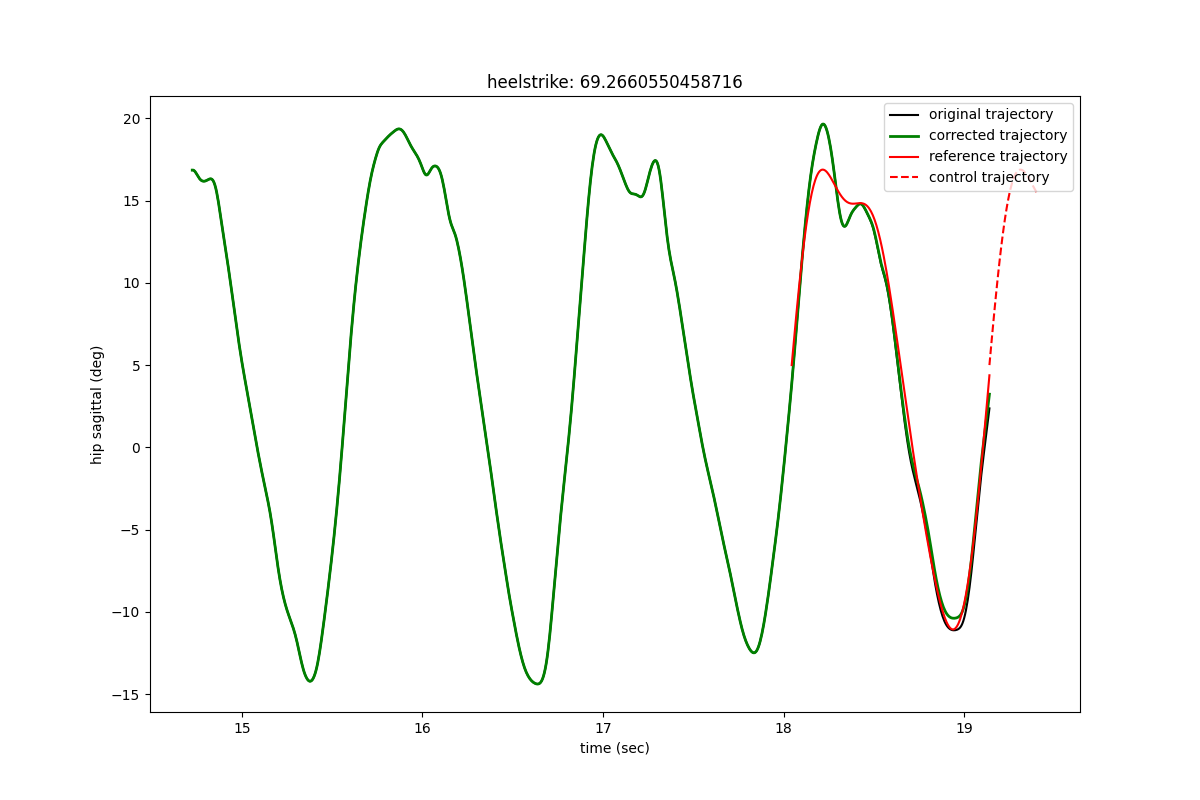 heelstrike: 69.2660550458716
original trajectory
corrected trajectory
reference trajectory
control trajectory
20
15
10
5
0
−5
−10
−15
hip sagittal (deg)
15
16
17
18
19
time (sec)